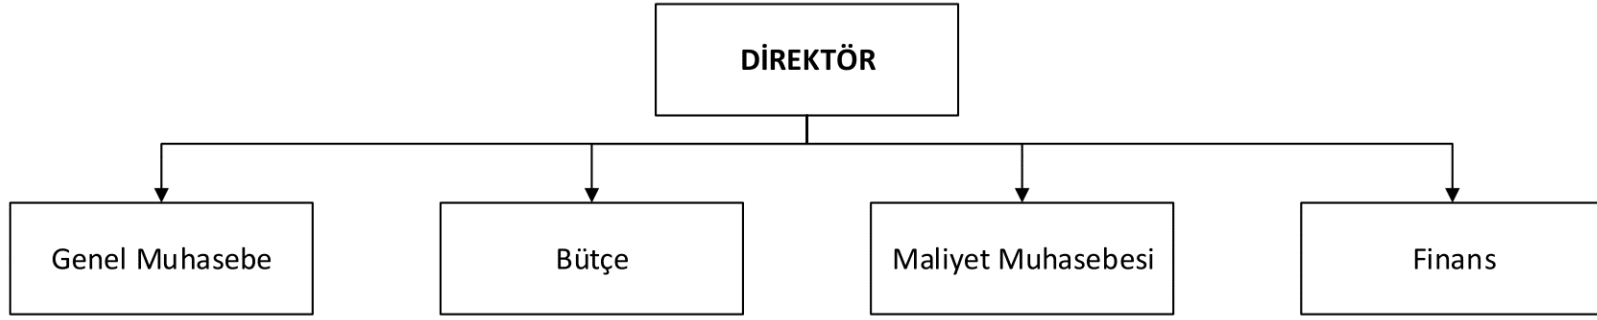 DİREKTÖR
Genel Muhasebe
Bütçe
Maliyet Muhasebesi
Finans